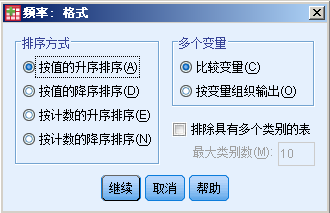 频率: 格式
排序方式
按值的升序排序(A)
按值的降序排序(D)
按计数的升序排序(E)
按计数的降序排序(N)
多个变量
比较变量(C)
按变量组织输出(O)
排除具有多个类别的表
最大类别数(M): 10
继续 取消 帮助